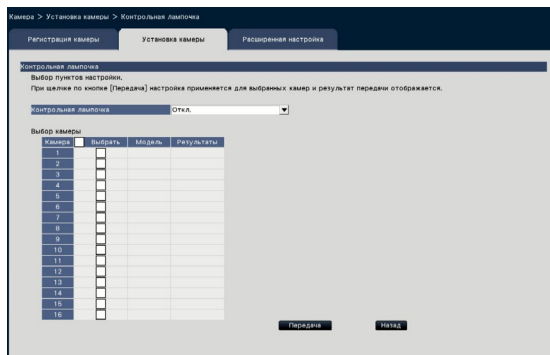 Камера > Установка камеры > Контрольная лампочка
Регистрация камеры Установка камеры Расширенная настройка
Контрольная лампочка
Выбор пунктов настройки.
При щелчке по кнопке [Передача] настройка применяется для выбранных камер и результат передачи отображается.
Контрольная лампочка Откл.
Выбор камеры
Камера Выбрать Модель Результаты
1
2
3
4
5
6
7
8
9
10
11
12
13
14
15
16
Передача Назад